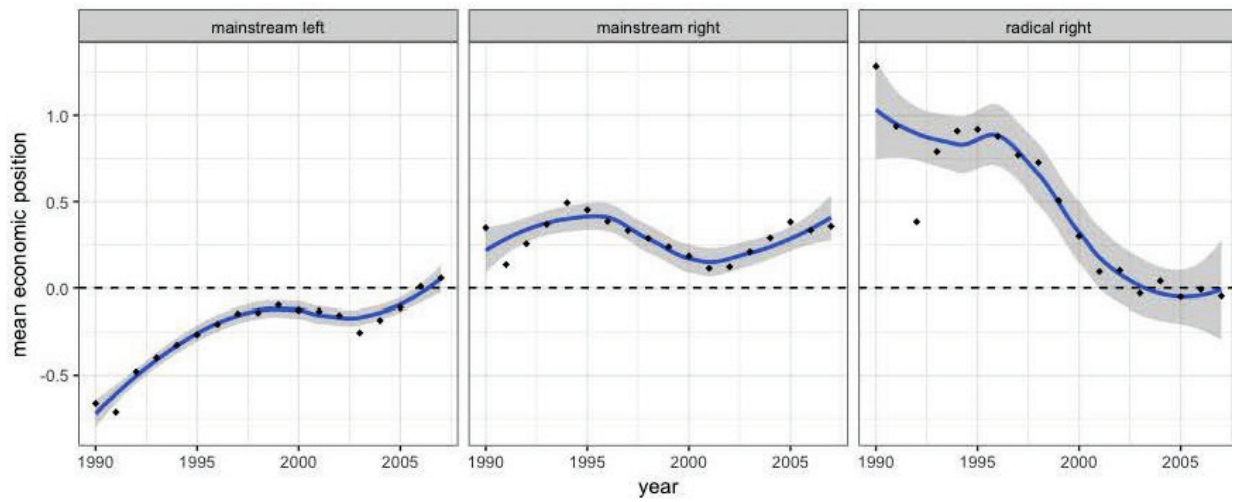 mainstream left
mainstream right
radical right
mean economic position
1.0
0.5
0.0
-0.5
1990 1995 2000 2005
1990 1995 2000 2005
1990 1995 2000 2005
year